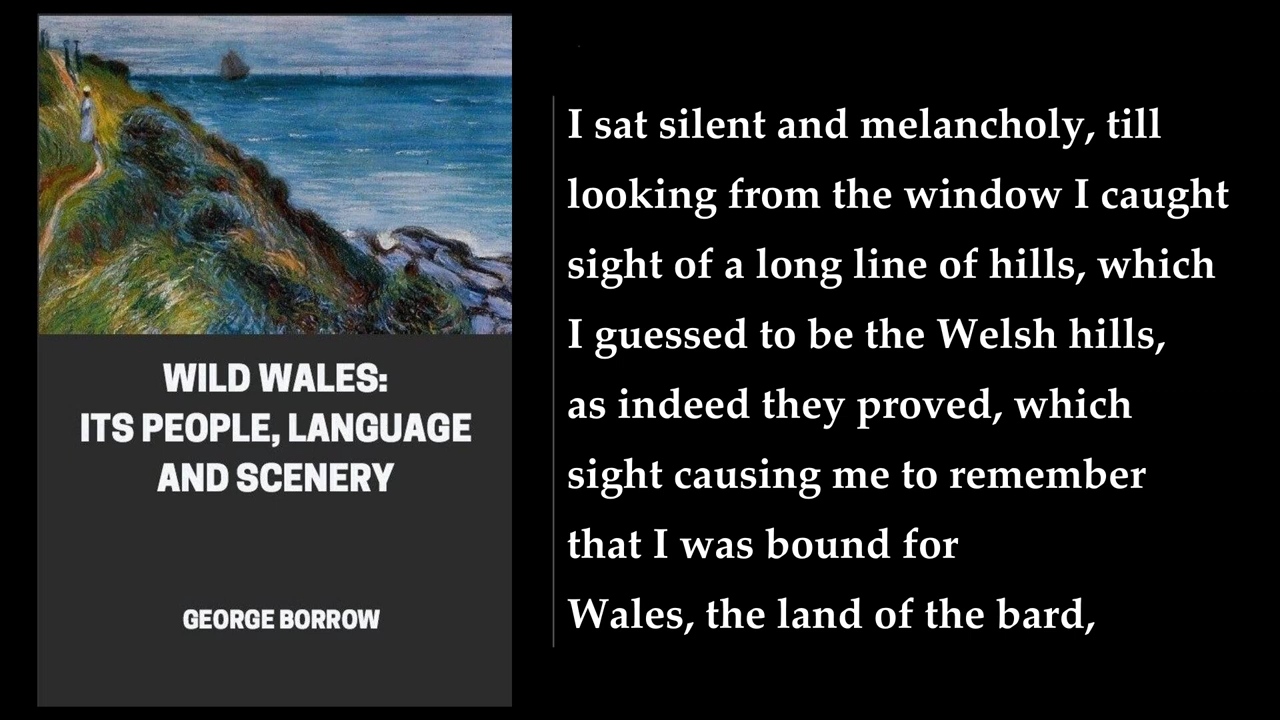 WILD WALES:
ITS PEOPLE, LANGUAGE
AND SCENERY
GEORGE BORROW
I sat silent and melancholy, till
looking from the window I caught
sight of a long line of hills, which
I guessed to be the Welsh hills,
as indeed they proved, which
sight causing me to remember
that I was bound for
Wales, the land of the bard,